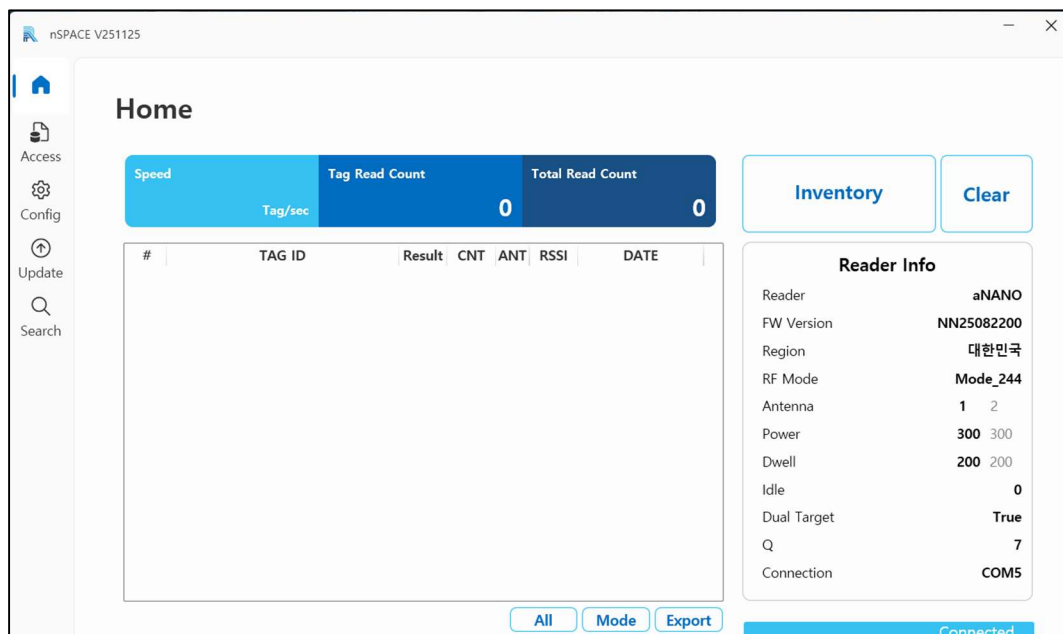 nSPACE V251125
Home
Access
Config
Update
Search
Speed
Tag/sec
Tag Read Count
0
Total Read Count
0
Inventory
Clear
# TAG ID Result CNT ANT RSSI DATE
Reader Info
Reader aNANO
FW Version NN25082200
Region 대한민국
RF Mode Mode_244
Antenna 1 2
Power 300 300
Dwell 200 200
Idle 0
Dual Target True
Q 7
Connection COM5
All Mode Export
Connected